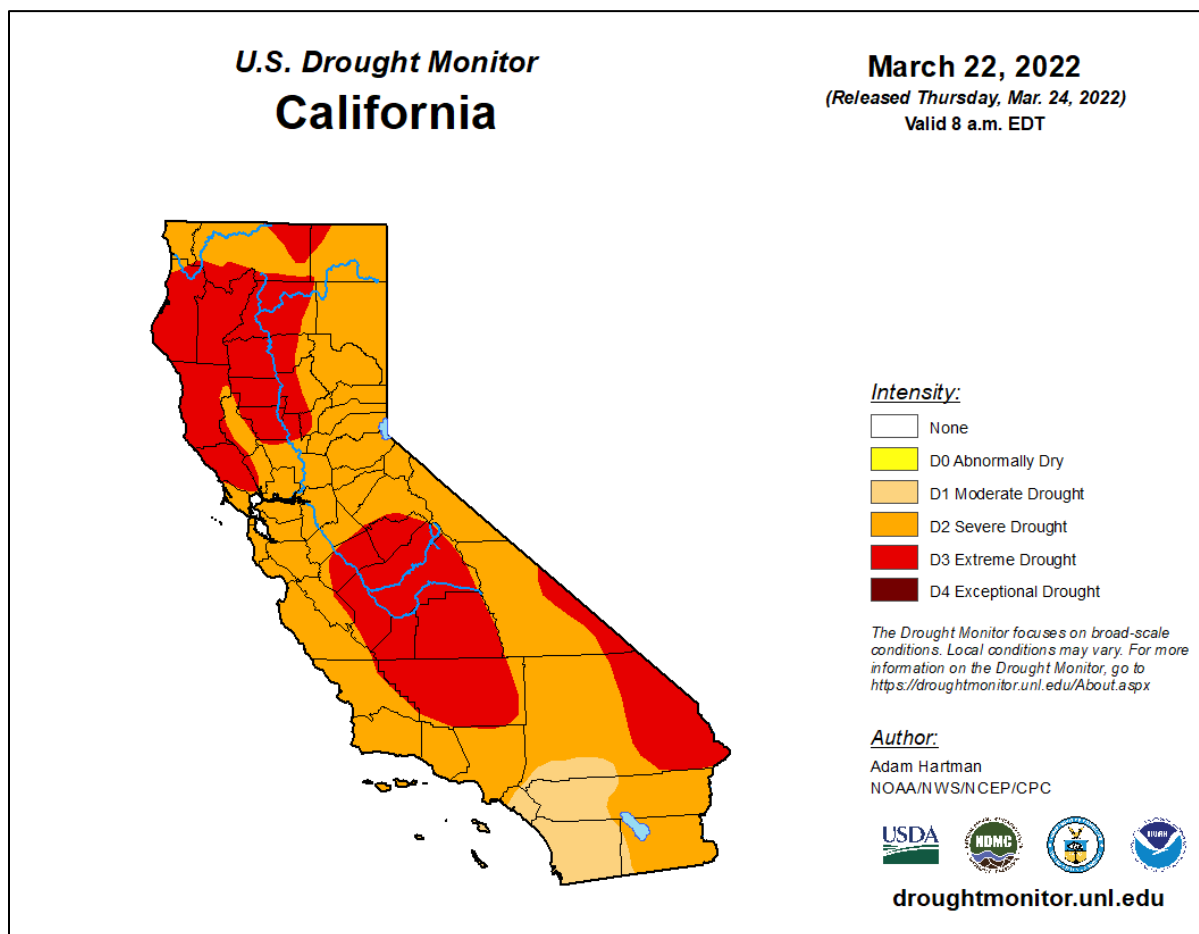 U.S. Drought Monitor
California
March 22, 2022
(Released Thursday, Mar. 24, 2022)
Valid 8 a.m. EDT
Intensity:
None
D0 Abnormally Dry
D1 Moderate Drought
D2 Severe Drought
D3 Extreme Drought
D4 Exceptional Drought
The Drought Monitor focuses on broad-scale
conditions. Local conditions may vary. For more
information on the Drought Monitor, go to
https://droughtmonitor.unl.edu/About.aspx
Author:
Adam Hartman
NOAA/NWS/NCEP/CPC
USDA
NDMC
droughtmonitor.unl.edu